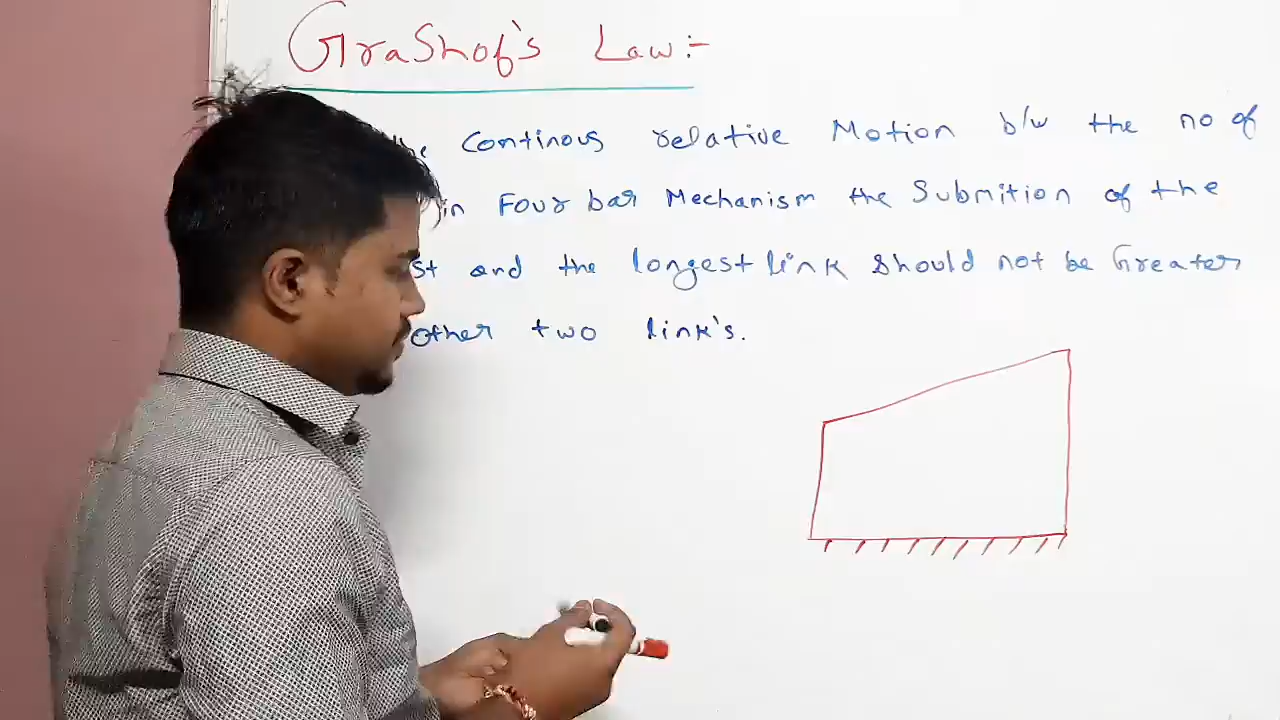 GraShof's Law:-
Continous relative Motion b/w the no of
in Four bar Mechanism the Submition of the
st and the longest link Should not be Greater
other two link's.